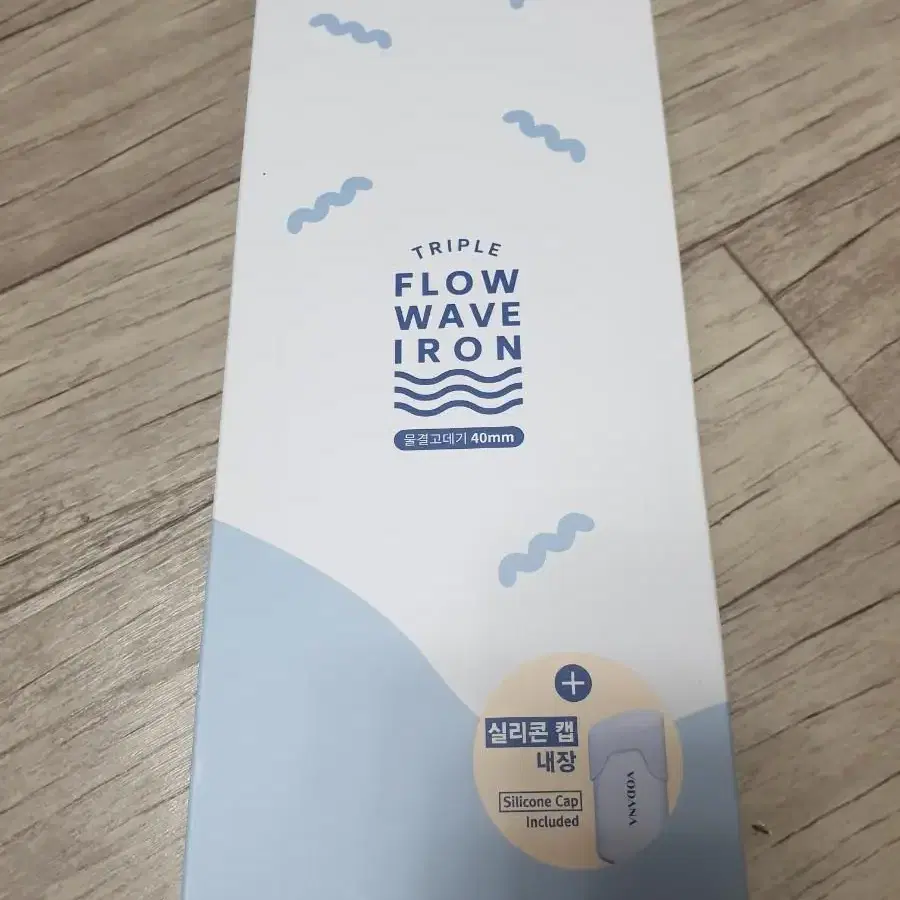 TRIPLE
FLOW
WAVE
IRON
물결고데기 40mm
실리콘 캡
내장
Silicone Cap
Included
VODANA